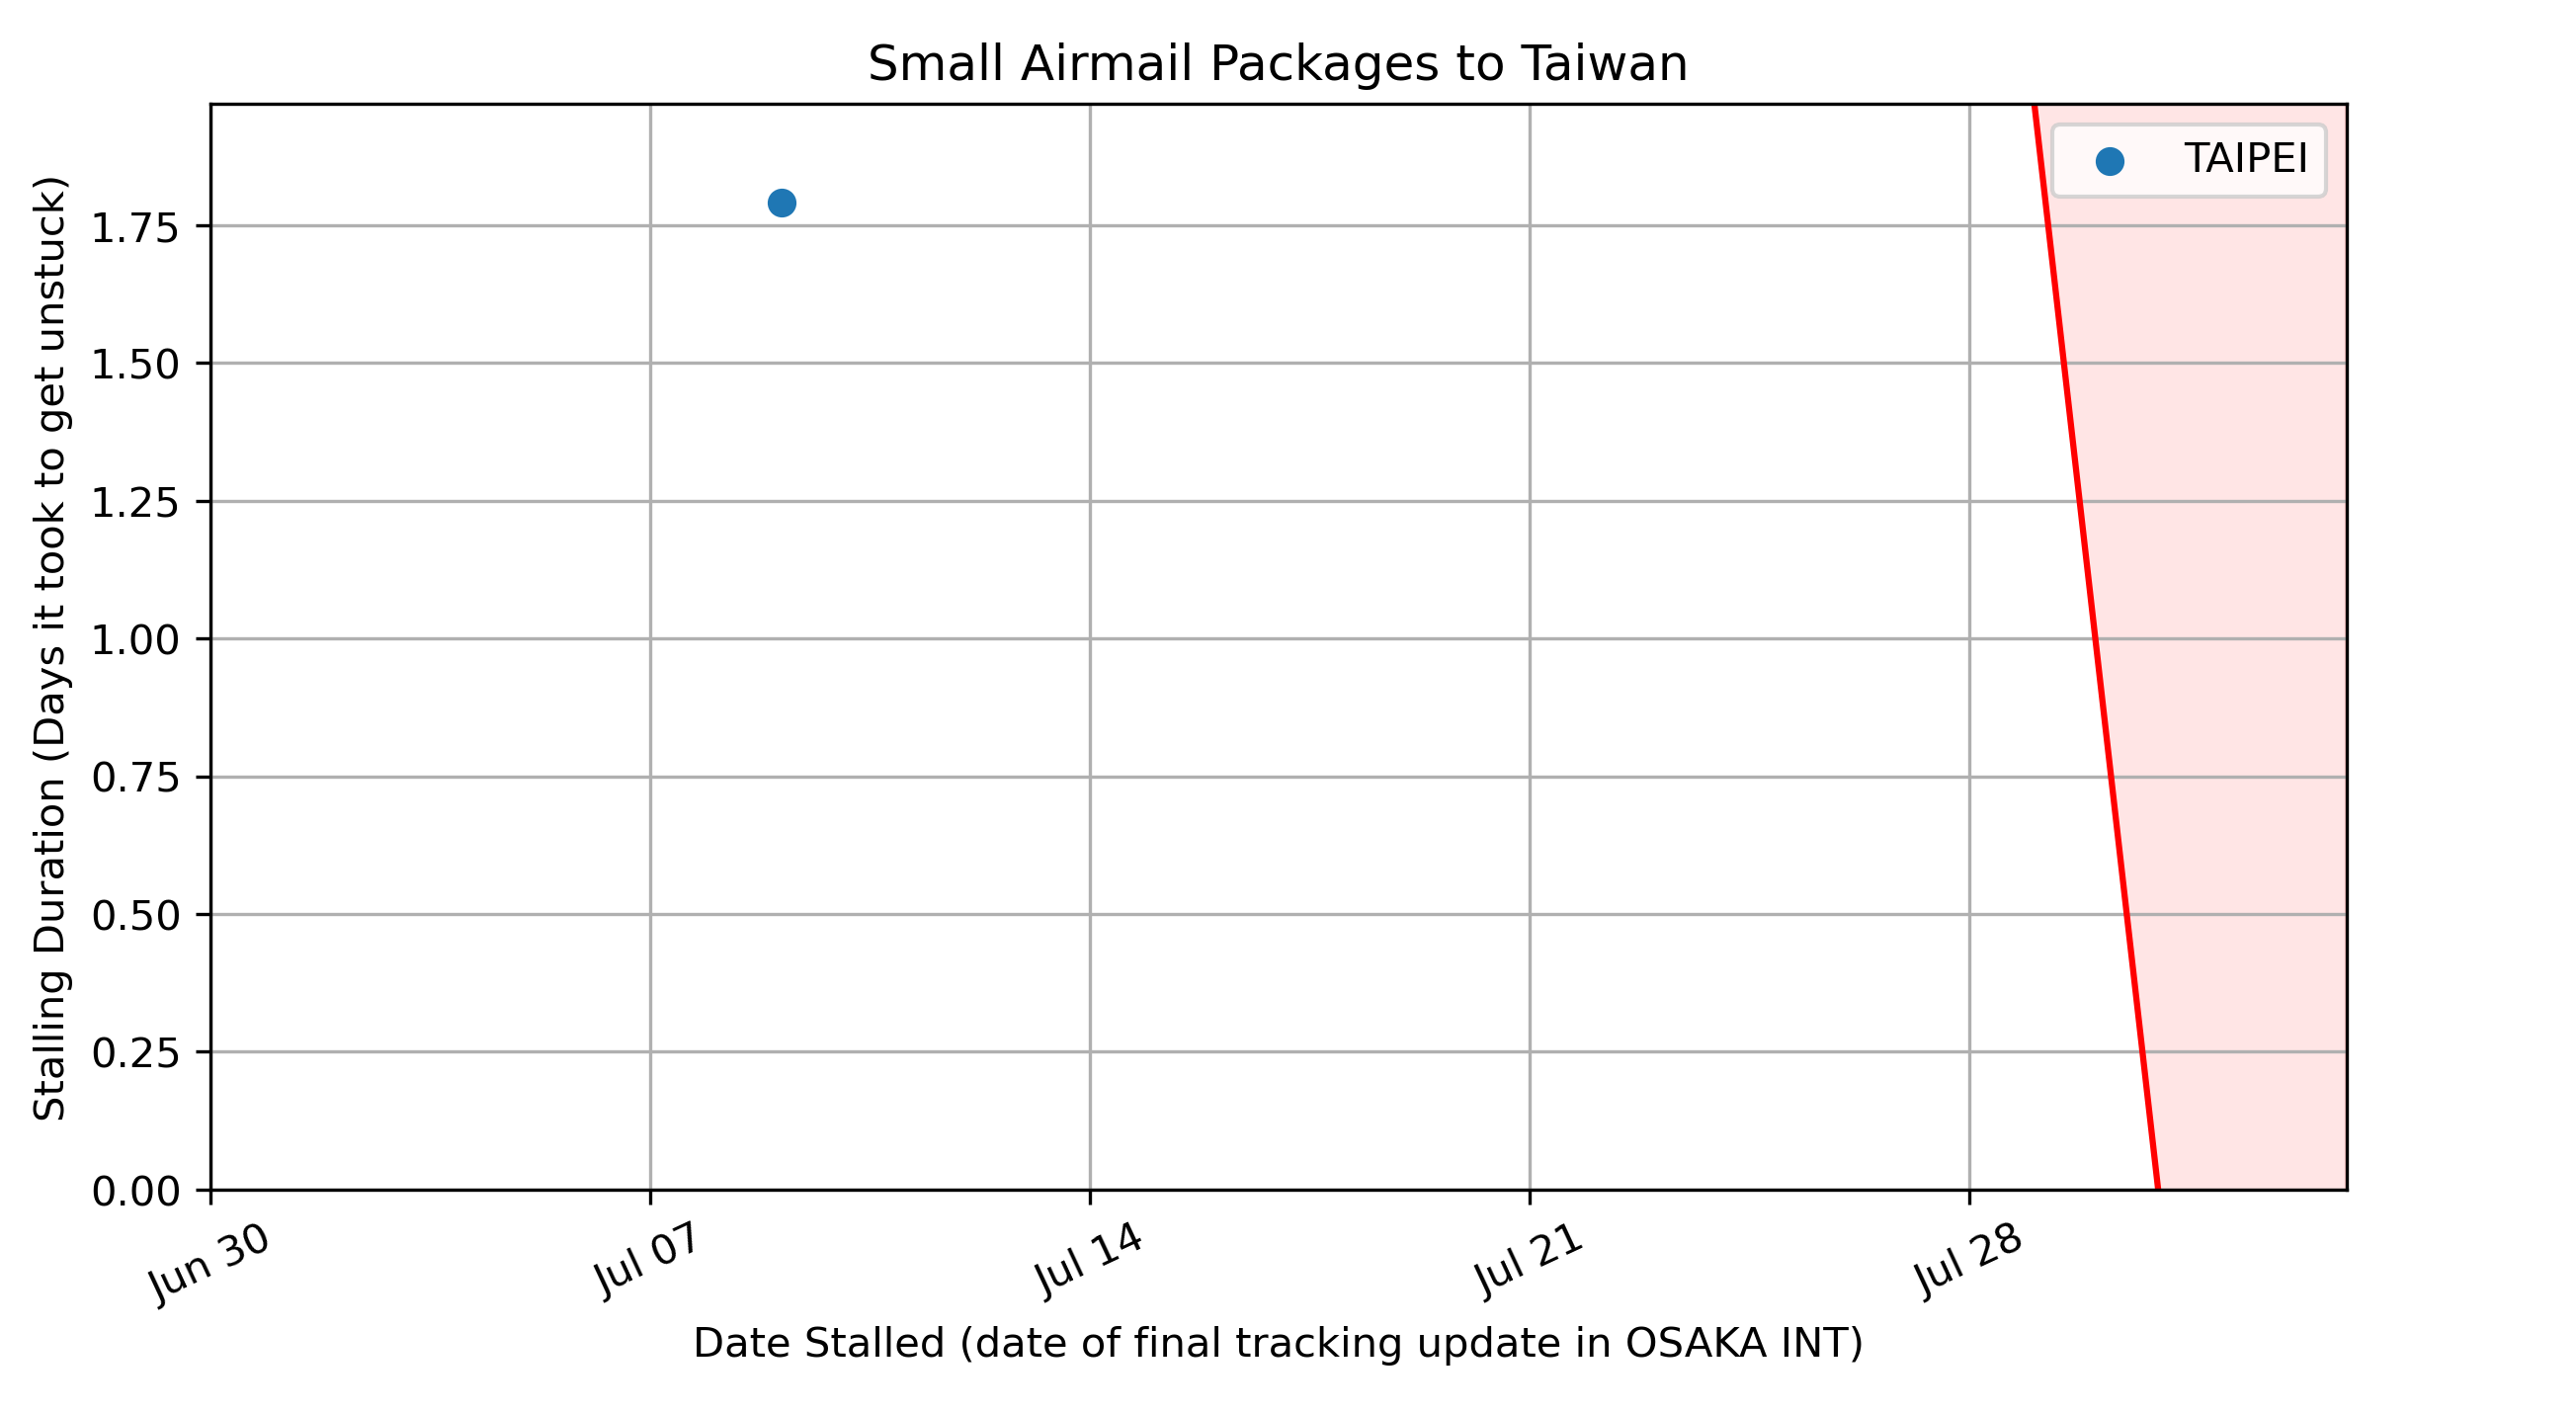 Small Airmail Packages to Taiwan
TAIPEI
Stalling Duration (Days it took to get unstuck)
1.75
1.50
1.25
1.00
0.75
0.50
0.25
0.00
Jun 30
Jul 07
Jul 14
Jul 21
Jul 28
Date Stalled (date of final tracking update in OSAKA INT)